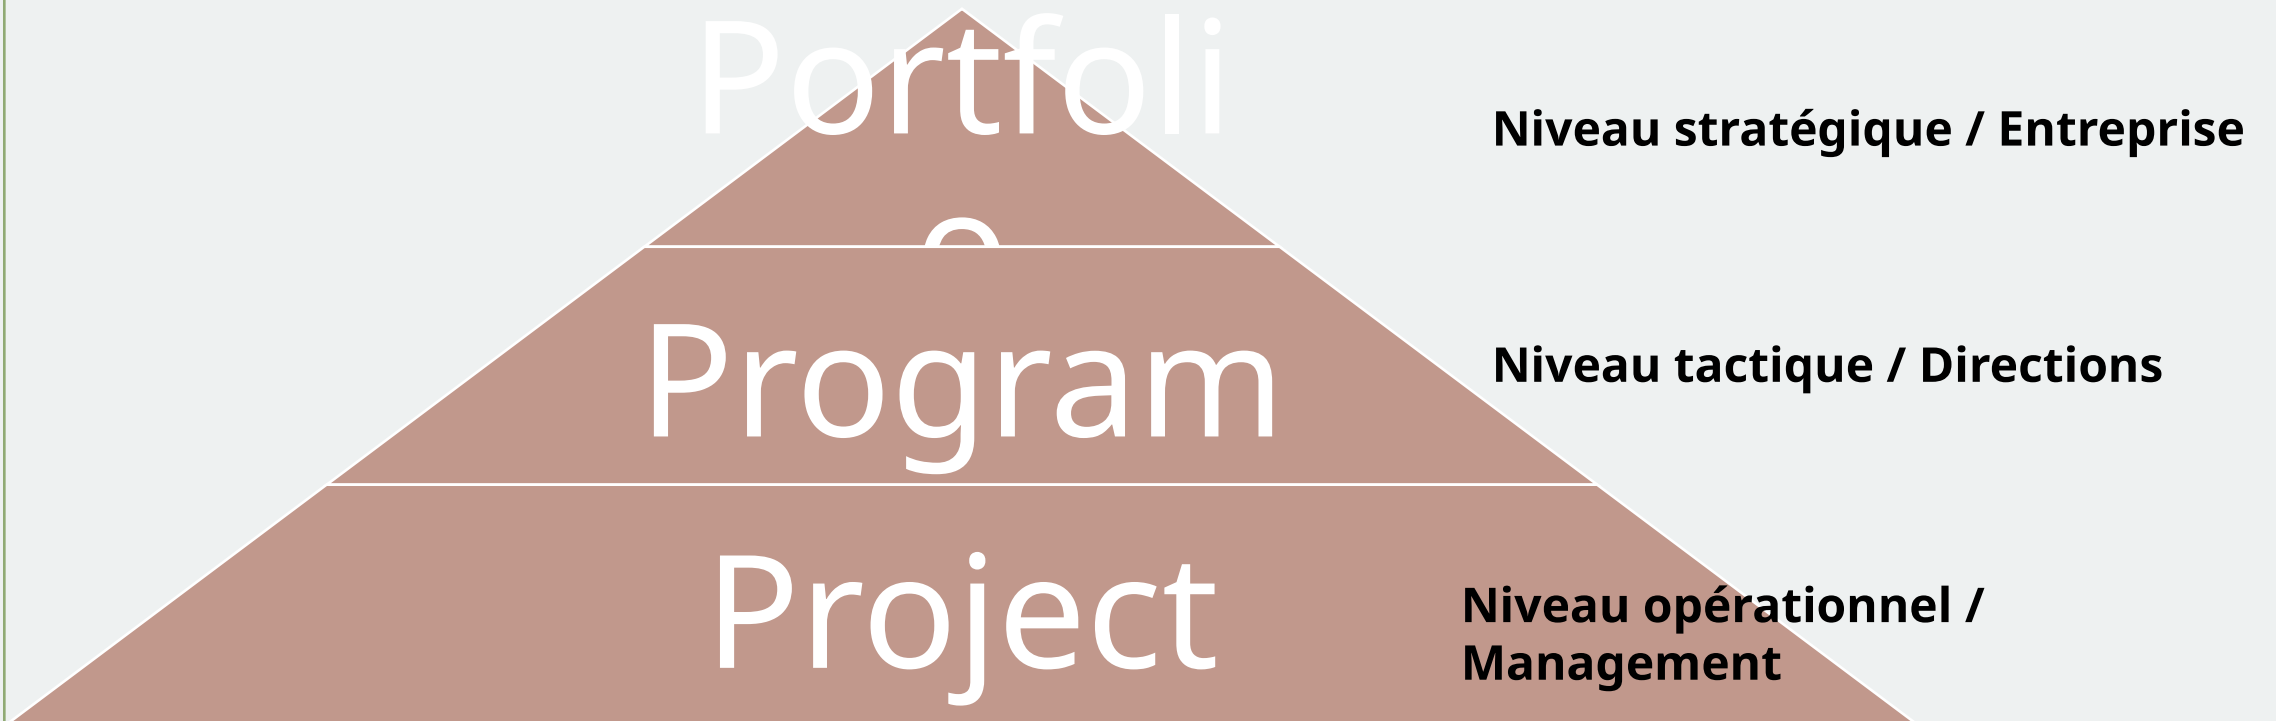 Portfoli
o
Niveau stratégique / Entreprise
Program
Niveau tactique / Directions
Project
Niveau opérationnel /
Management